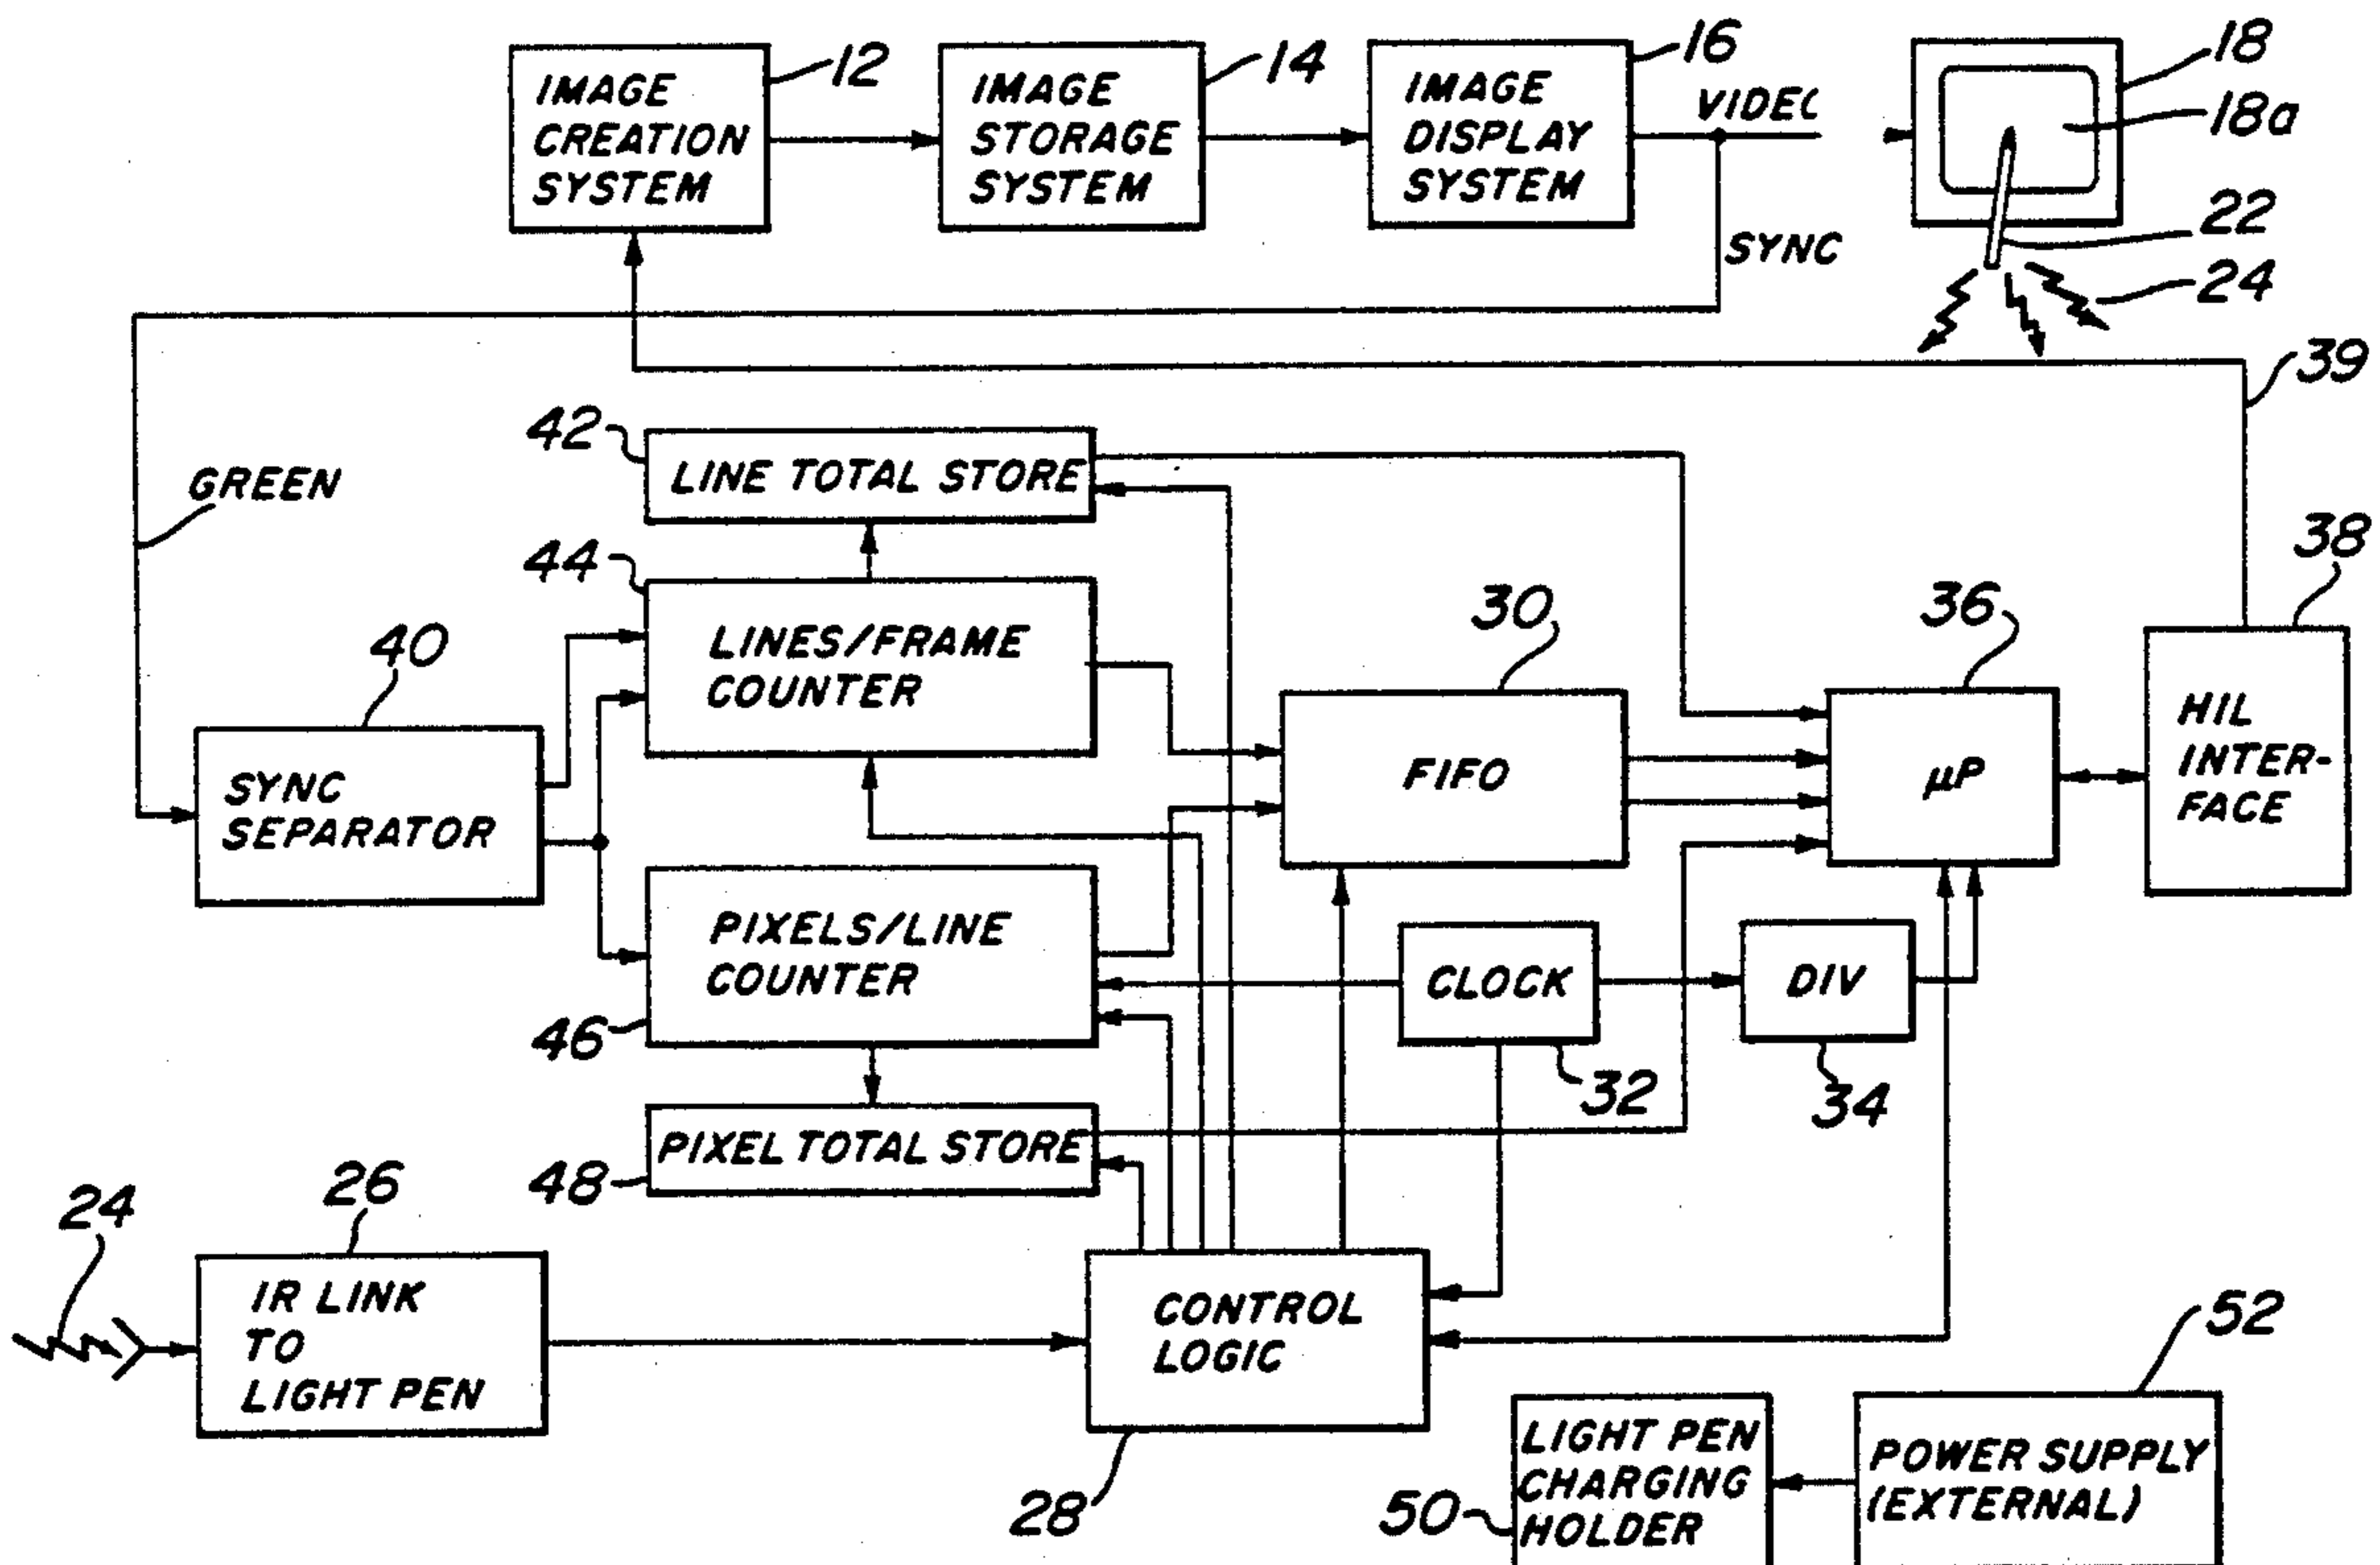 12
14
16
18
IMAGE
CREATION
SYSTEM
IMAGE
STORAGE
SYSTEM
IMAGE
DISPLAY
SYSTEM
VIDEO
18a
22
SYNC
24
39
42
LINE TOTAL STORE
GREEN
38
44
LINES/FRAME
COUNTER
30
36
40
HIL
INTER-
FACE
FIFO
µP
SYNC
SEPARATOR
PIXELS/LINE
COUNTER
CLOCK
DIV
46
32
34
PIXEL TOTAL STORE
48
26
24
IR LINK
TO
LIGHT PEN
CONTROL
LOGIC
52
28
LIGHT PEN
CHARGING
HOLDER
50
POWER SUPPLY
(EXTERNAL)